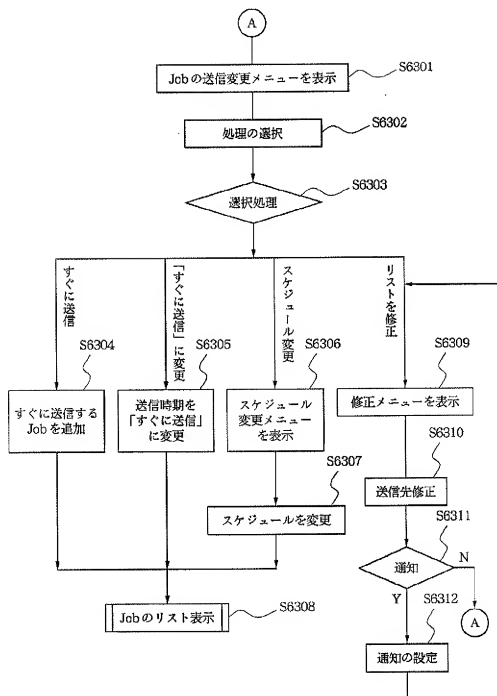 A
Jobの送信変更メニューを表示
S6301
処理の選択
S6302
選択処理
S6303
すぐに送信
「すぐに送信」に変更
スケジュール変更
リストを修正
S6304
すぐに送信する
Jobを追加
S6305
送信時期を
「すぐに送信」
に変更
S6306
スケジュール
変更メニュー
を表示
S6307
スケジュールを変更
S6308
Jobのリスト表示
S6309
修正メニューを表示
S6310
送信先修正
S6311
通知
N
A
Y
S6312
通知の設定